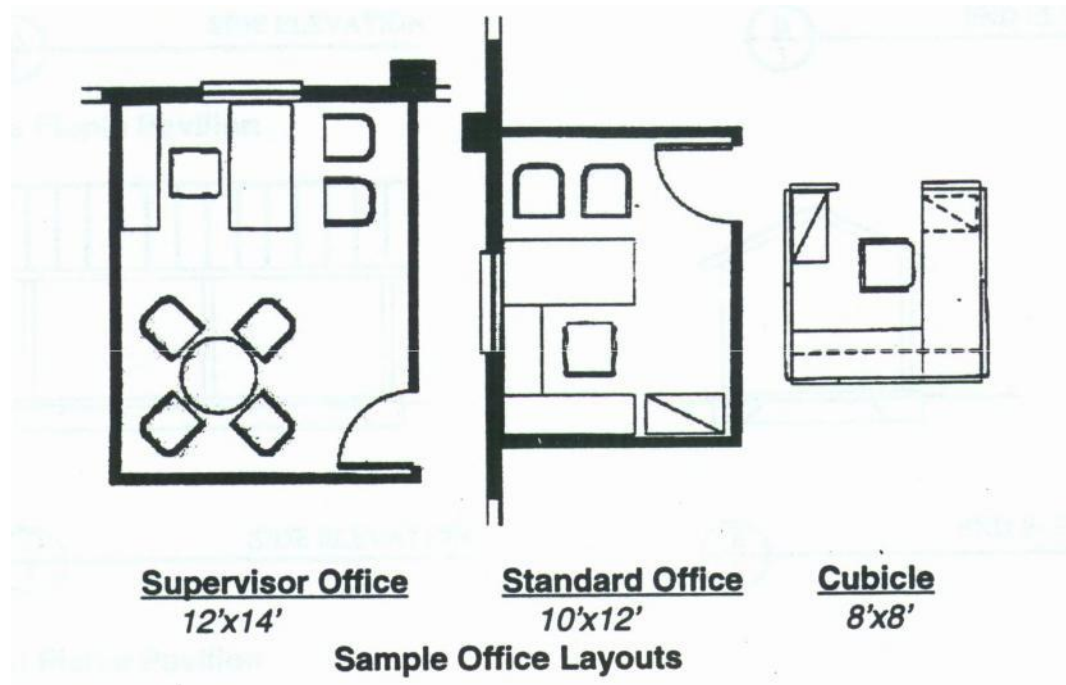 Supervisor Office
12'x14'
Standard Office
10'x12'
Cubicle
8'x8'
Sample Office Layouts